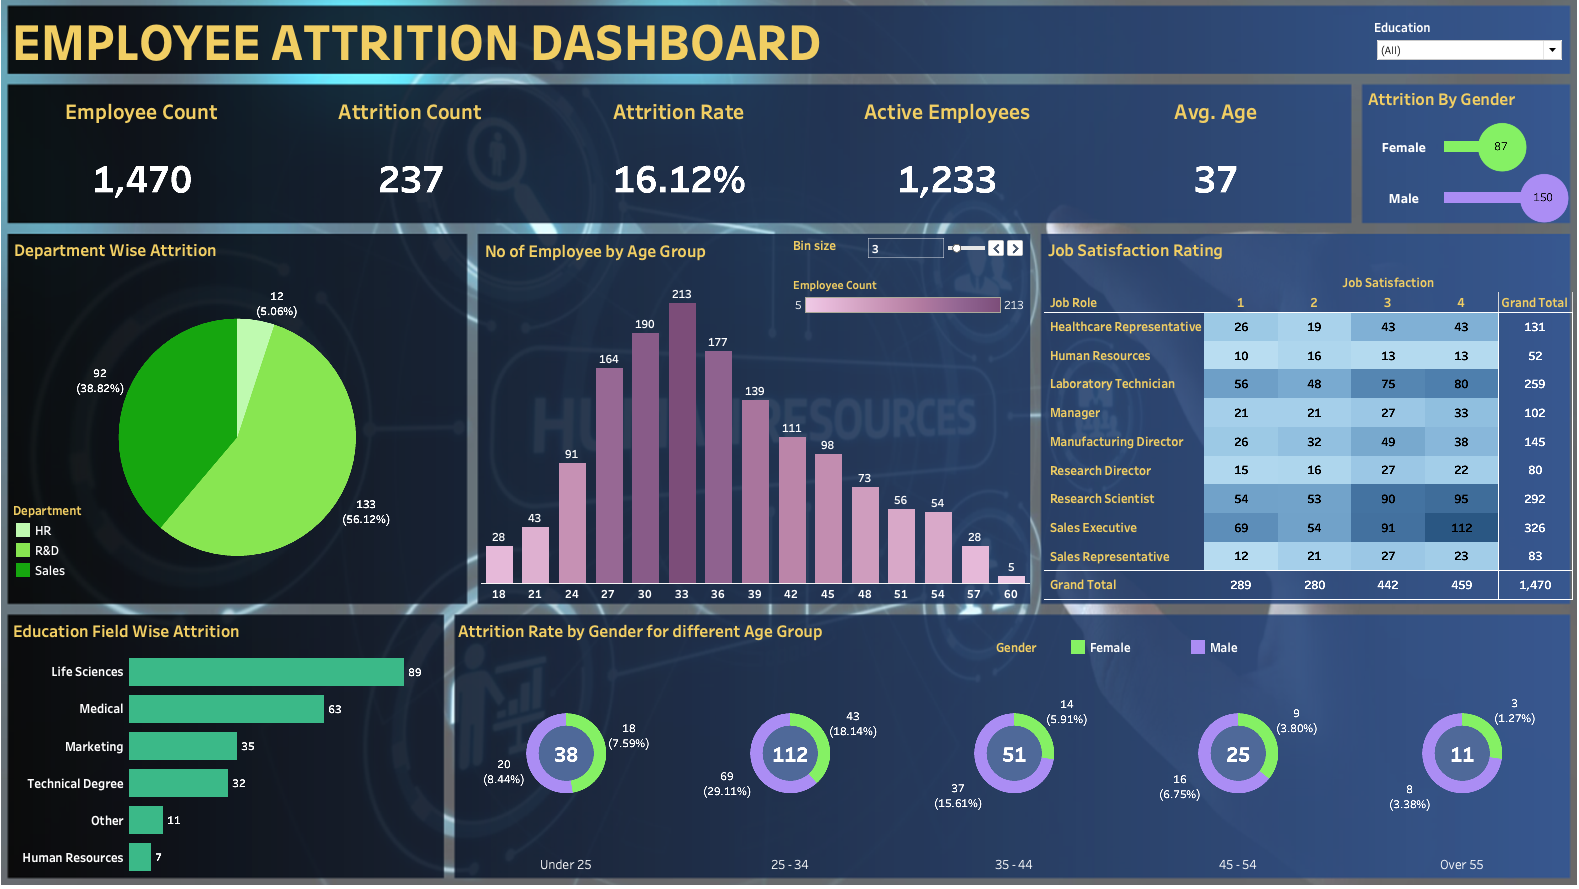 EMPLOYEE ATTRITION DASHBOARD
Education
(All)
Employee Count
Attrition Count
Attrition Rate
Active Employees
Avg. Age
1,470
237
16.12%
1,233
37
Attrition By Gender
Female
87
Male
150
Department Wise Attrition
12
(5.06%)
92
(38.82%)
133
(56.12%)
Department
HR
R&D
Sales
No of Employee by Age Group
Bin size
3
Employee Count
5
213
28
43
91
164
190
213
177
139
111
98
73
56
54
28
5
18 21 24 27 30 33 36 39 42 45 48 51 54 57 60
HUMAN RESOURCES
Job Satisfaction Rating
Job Satisfaction
Job Role 1 2 3 4 Grand Total
Healthcare Representative 26 19 43 43 131
Human Resources 10 16 13 13 52
Laboratory Technician 56 48 75 80 259
Manager 21 21 27 33 102
Manufacturing Director 26 32 49 38 145
Research Director 15 16 27 22 80
Research Scientist 54 53 90 95 292
Sales Executive 69 54 91 112 326
Sales Representative 12 21 27 23 83
Grand Total 289 280 442 459 1,470
Education Field Wise Attrition
Life Sciences 89
Medical 63
Marketing 35
Technical Degree 32
Other 11
Human Resources 7
Attrition Rate by Gender for different Age Group
Gender
Female
Male
18
(7.59%)
38
20
(8.44%)
43
(18.14%)
112
69
(29.11%)
14
(5.91%)
51
37
(15.61%)
9
(3.80%)
25
16
(6.75%)
3
(1.27%)
11
8
(3.38%)
Under 25
25 - 34
35 - 44
45 - 54
Over 55